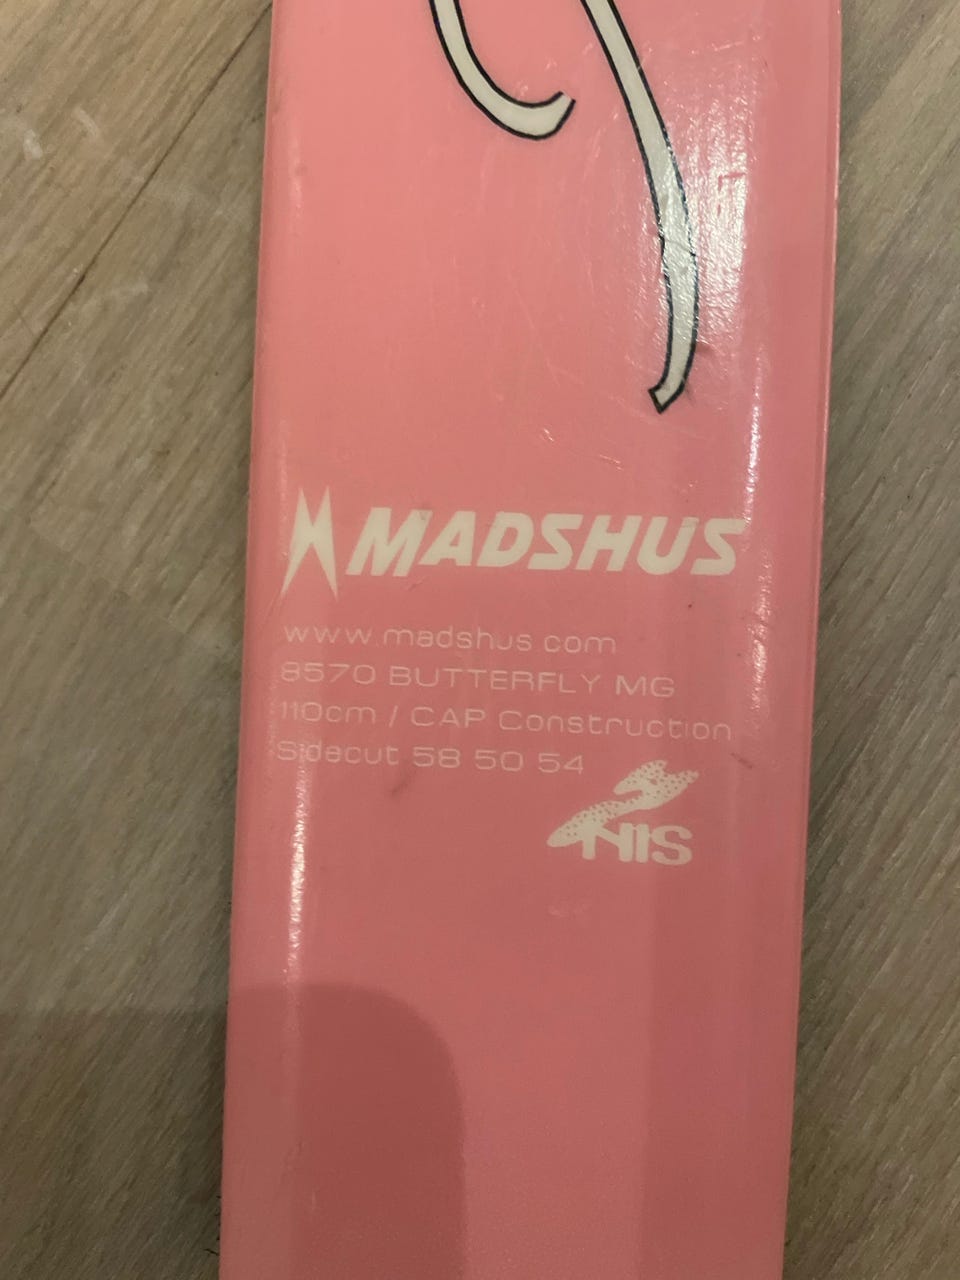 MADSHUS
www.madshus.com
8570 BUTTERFLY MG
110cm / CAP Construction
Sidecut 58 50 54
NIS